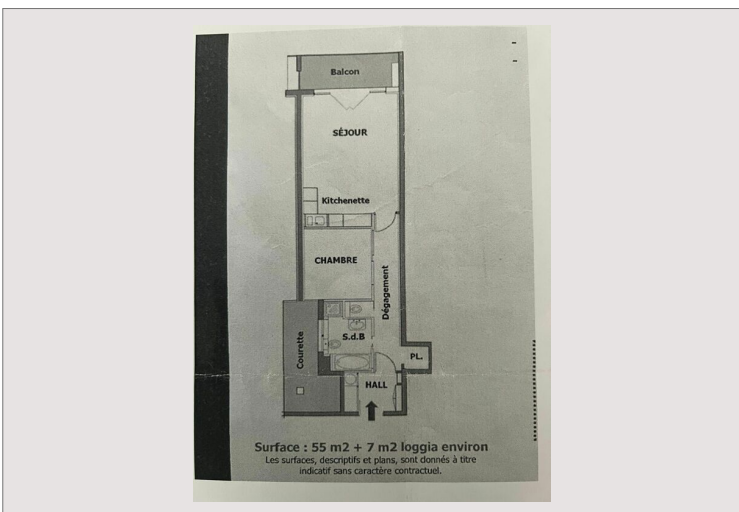 Balcon
SÉJOUR
Kitchenette
CHAMBRE
Dégagement
Courette
S.d.B
PL.
HALL
Surface : 55 m2 + 7 m2 loggia environ
Les surfaces, descriptifs et plans, sont donnés à titre
indicatif sans caractère contractuel.